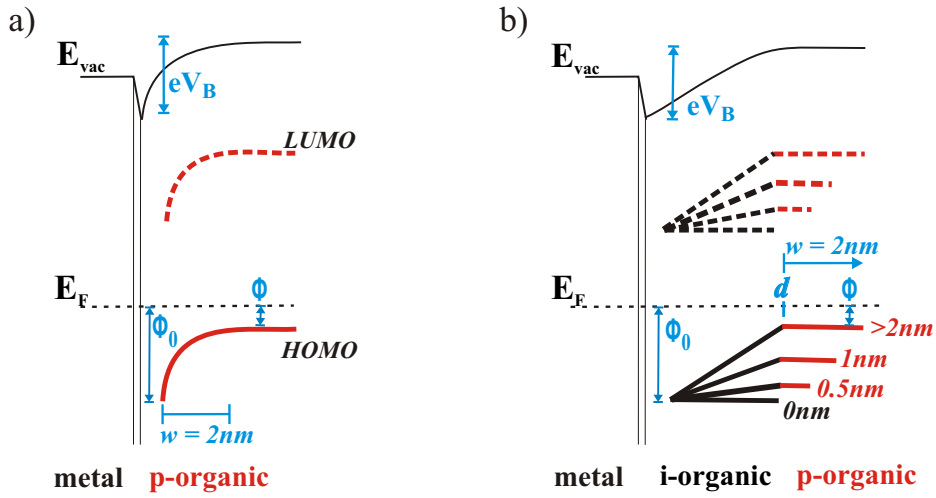 a)
E_vac
eV_B
LUMO
E_F
Φ
Φ_0
HOMO
w = 2nm
metal p-organic
b)
E_vac
eV_B
w = 2nm
E_F
d
Φ
Φ_0
>2nm
1nm
0.5nm
0nm
metal i-organic p-organic